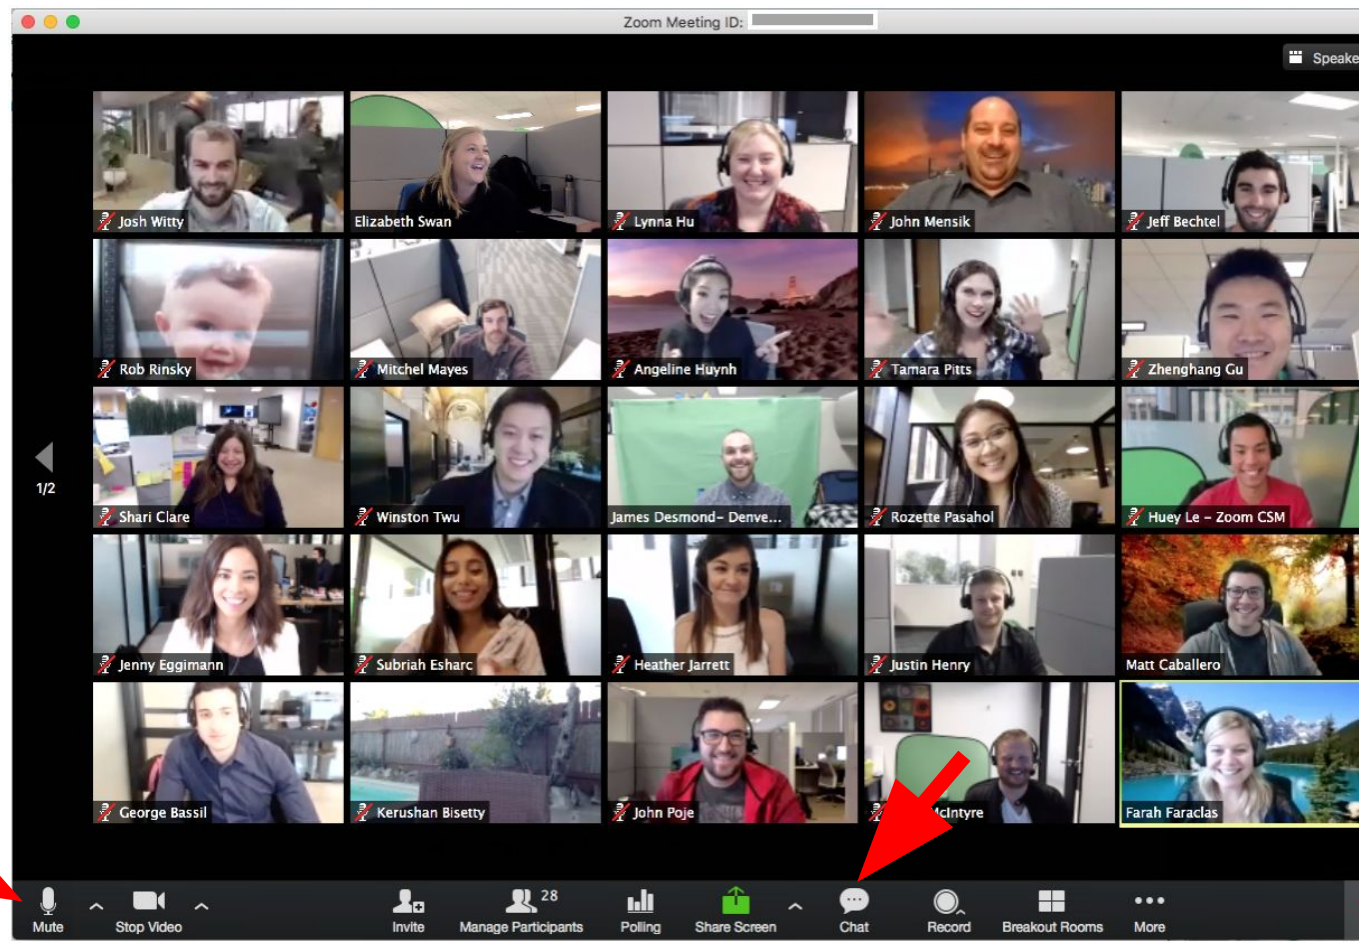 Zoom Meeting ID:
Speake
Josh Witty
Elizabeth Swan
Lynna Hu
John Mensik
Jeff Bechtel
Rob Rinsky
Mitchel Mayes
Angeline Huynh
Tamara Pitts
Zhenghang Gu
1/2
Shari Clare
Winston Twu
James Desmond– Denve...
Rozette Pasahol
Huey Le – Zoom CSM
Jenny Eggimann
Subriah Esharc
Heather Jarrett
Justin Henry
Matt Caballero
George Bassil
Kerushan Bisetty
John Poje
McIntyre
Farah Faraclas
28
Mute
Stop Video
Invite
Manage Participants
Polling
Share Screen
Chat
Record
Breakout Rooms
More